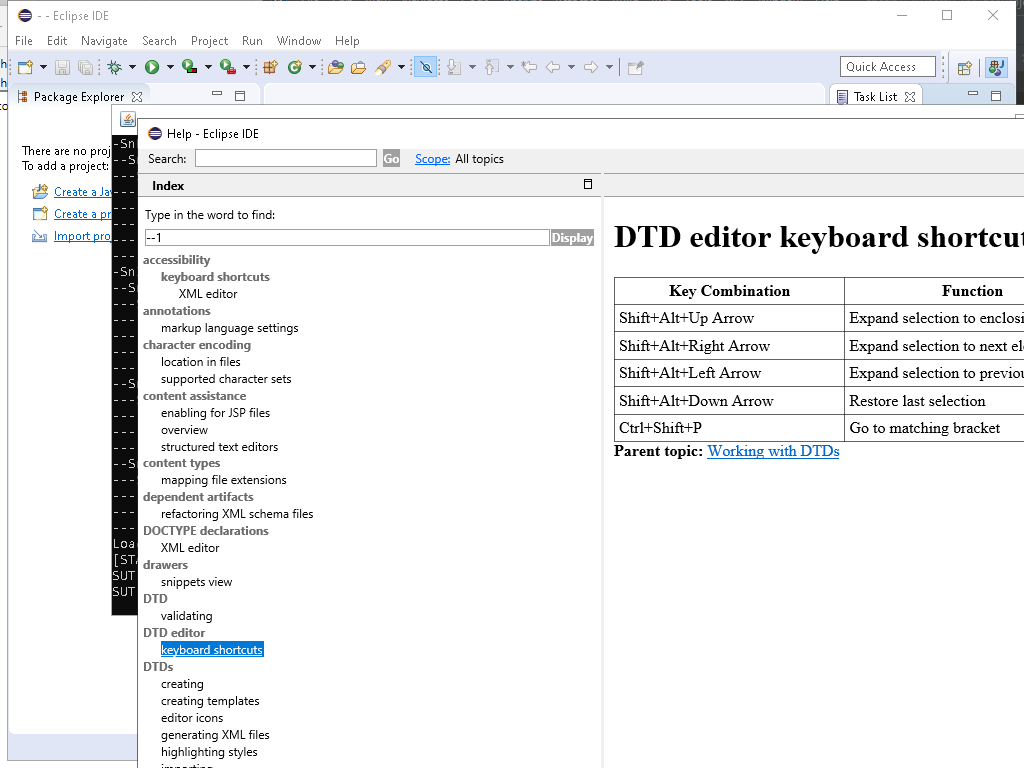 - - Eclipse IDE
File Edit Navigate Search Project Run Window Help
Quick Access
Package Explorer
Task List
There are no proj
To add a project:
Create a Ja
Create a pr
Import pro
Loa
[STA
SUT
SUT
Help - Eclipse IDE
Search: Go Scope: All topics
Index
Type in the word to find:
--1 Display
accessibility
keyboard shortcuts
XML editor
annotations
markup language settings
character encoding
location in files
supported character sets
content assistance
enabling for JSP files
overview
structured text editors
content types
mapping file extensions
dependent artifacts
refactoring XML schema files
DOCTYPE declarations
XML editor
drawers
snippets view
DTD
validating
DTD editor
keyboard shortcuts
DTDs
creating
creating templates
editor icons
generating XML files
highlighting styles
importing
DTD editor keyboard shortcut
Key Combination Function
Shift+Alt+Up Arrow Expand selection to enclosi
Shift+Alt+Right Arrow Expand selection to next el
Shift+Alt+Left Arrow Expand selection to previou
Shift+Alt+Down Arrow Restore last selection
Ctrl+Shift+P Go to matching bracket
Parent topic: Working with DTDs